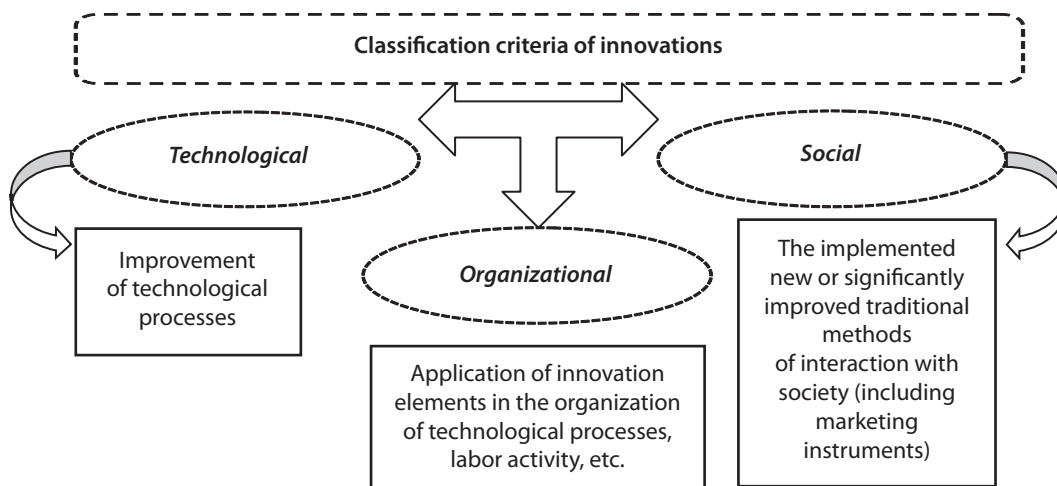 Classification criteria of innovations
Technological
Social
Organizational
Improvement
of technological
processes
Application of innovation
elements in the organization
of technological processes,
labor activity, etc.
The implemented
new or significantly
improved traditional
methods
of interaction with
society (including
marketing
instruments)